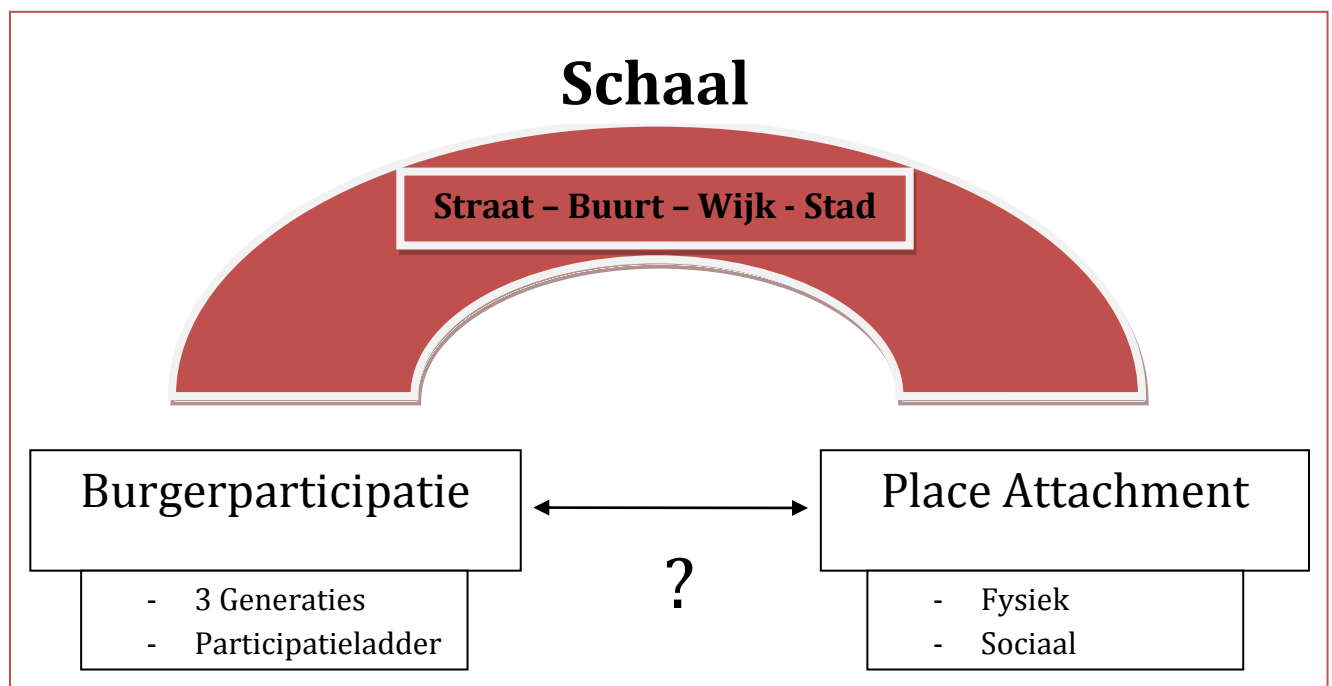 Schaal
Straat – Buurt – Wijk - Stad
Burgerparticipatie
- 3 Generaties
- Participatieladder
?
Place Attachment
- Fysiek
- Sociaal